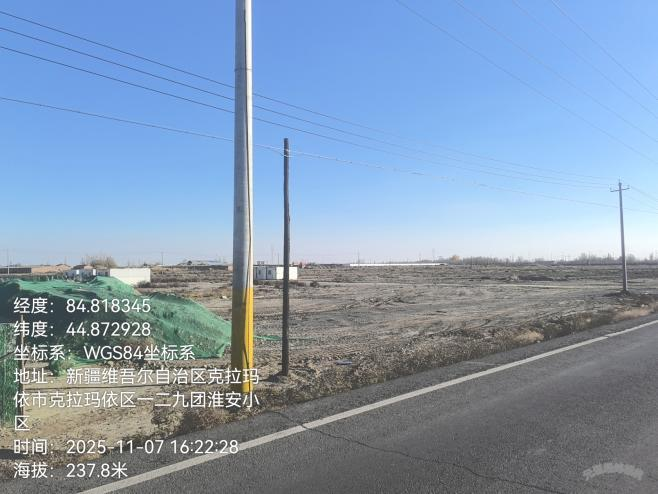 经度：84.818345
纬度：44.872928
坐标系：WGS84坐标系
地址：新疆维吾尔自治区克拉玛
依市克拉玛依区一二九团淮安小
区
时间：2025-11-07 16:22:28
海拔：237.8米